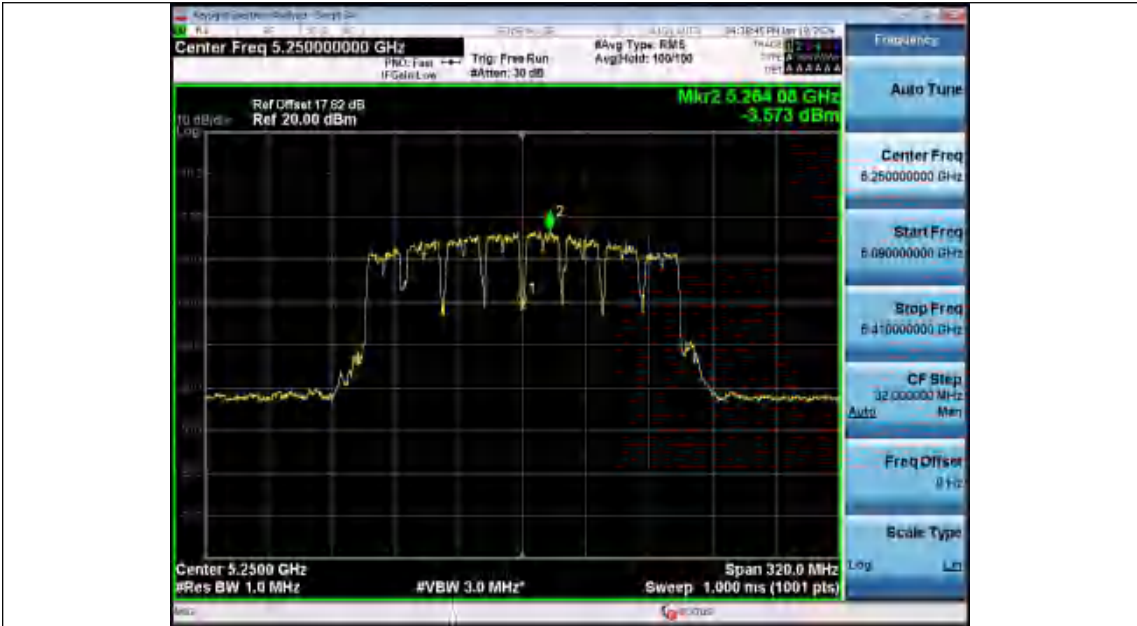 Center Freq 5.250000000 GHz
PNO: Fast
IFGain:Low
Trig: Free Run
#Atten: 30 dB
#Avg Type: RMS
Avg|Hold: 100/100
Frequency
Mkr2 5.264 08 GHz
-3.573 dBm
Ref Offset 17.62 dB
Ref 20.00 dBm
10 dB/div
Log
2
1
Center 5.2500 GHz
#Res BW 1.0 MHz
#VBW 3.0 MHz*
Span 320.0 MHz
Sweep 1.000 ms (1001 pts)
Auto Tune
Center Freq
5.250000000 GHz
Start Freq
5.090000000 GHz
Stop Freq
5.410000000 GHz
CF Step
32.000000 MHz
Auto Man
Freq Offset
0 Hz
Scale Type
Log Lin
STATUS